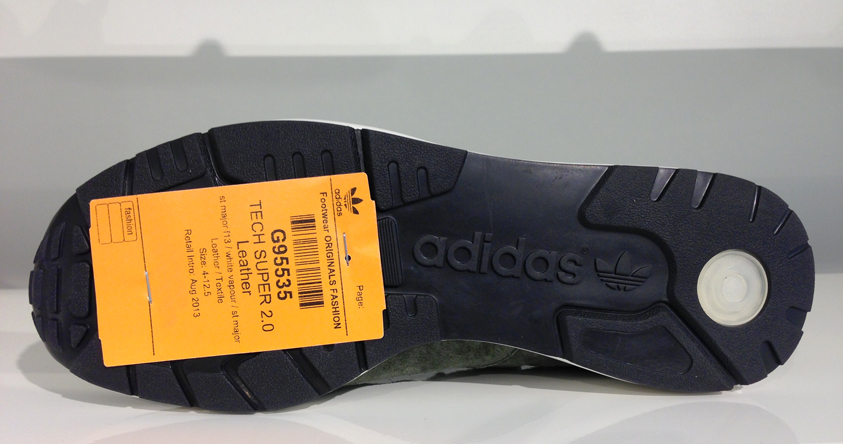 adidas
Footwear ORIGINALS FASHION
Page:
G95535
TECH SUPER 2.0
Leather
st major f13 / white vapour / st major
Leather / Textile
Size: 4-12.5
Retail Intro: Aug 2013
fashion
adidas